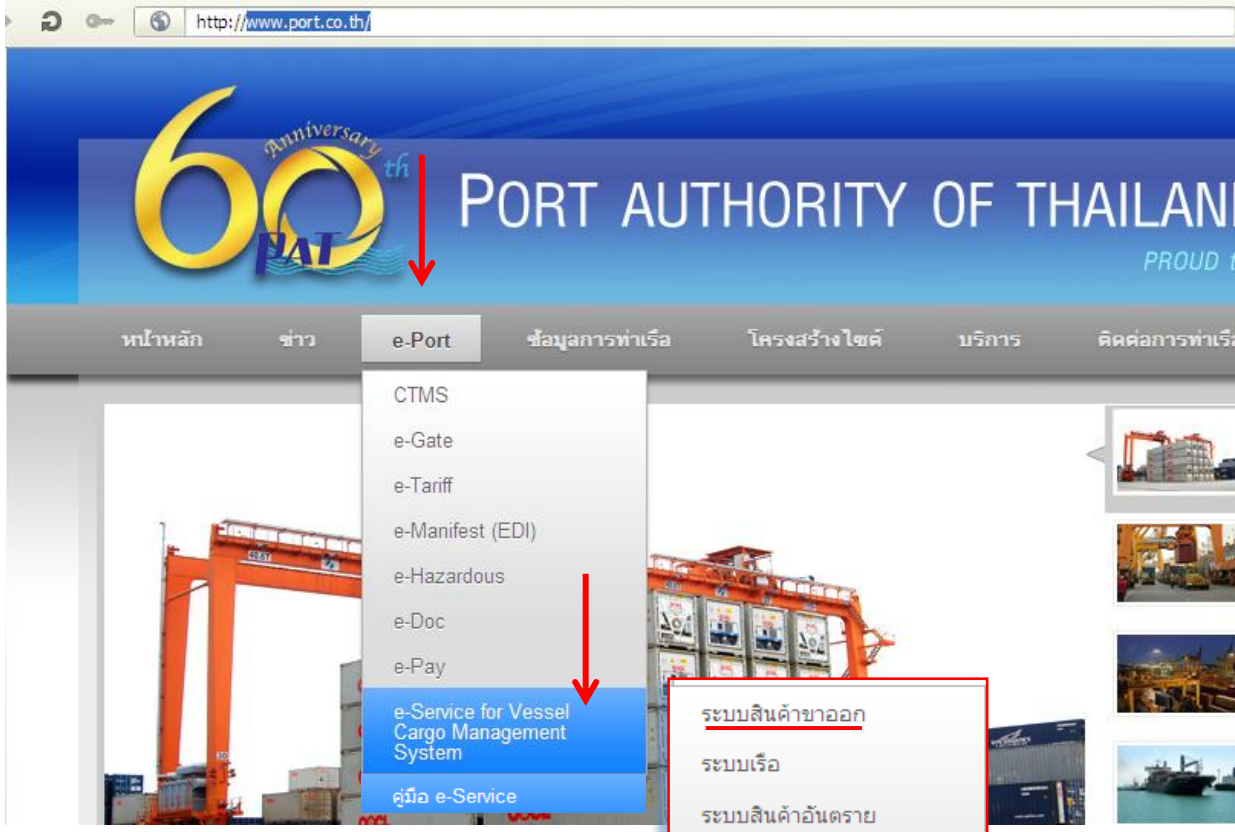 http://www.port.co.th/
60th Anniversary
PAT
PORT AUTHORITY OF THAILAN
PROUD t
หน้าหลัก ข่าว e-Port ข้อมูลการท่าเรือ โครงสร้างไซต์ บริการ ติดต่อการท่าเรือ
CTMS
e-Gate
e-Tariff
e-Manifest (EDI)
e-Hazardous
e-Doc
e-Pay
e-Service for Vessel
Cargo Management
System
คู่มือ e-Service
ระบบสินค้าขาออก
ระบบเรือ
ระบบสินค้าอันตราย
40.6T